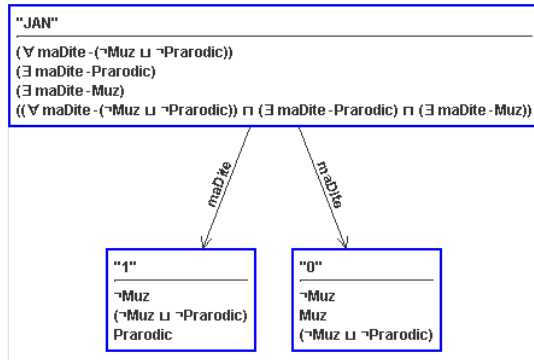 "JAN"
(∀ maDite-(¬Muz ⊔ ¬Prarodic))
(∃ maDite-Prarodic)
(∃ maDite-Muz)
((∀ maDite-(¬Muz ⊔ ¬Prarodic)) ⊓ (∃ maDite-Prarodic) ⊓ (∃ maDite-Muz))
maDite
maDite
"1"
¬Muz
(¬Muz ⊔ ¬Prarodic)
Prarodic
"0"
¬Muz
Muz
(¬Muz ⊔ ¬Prarodic)